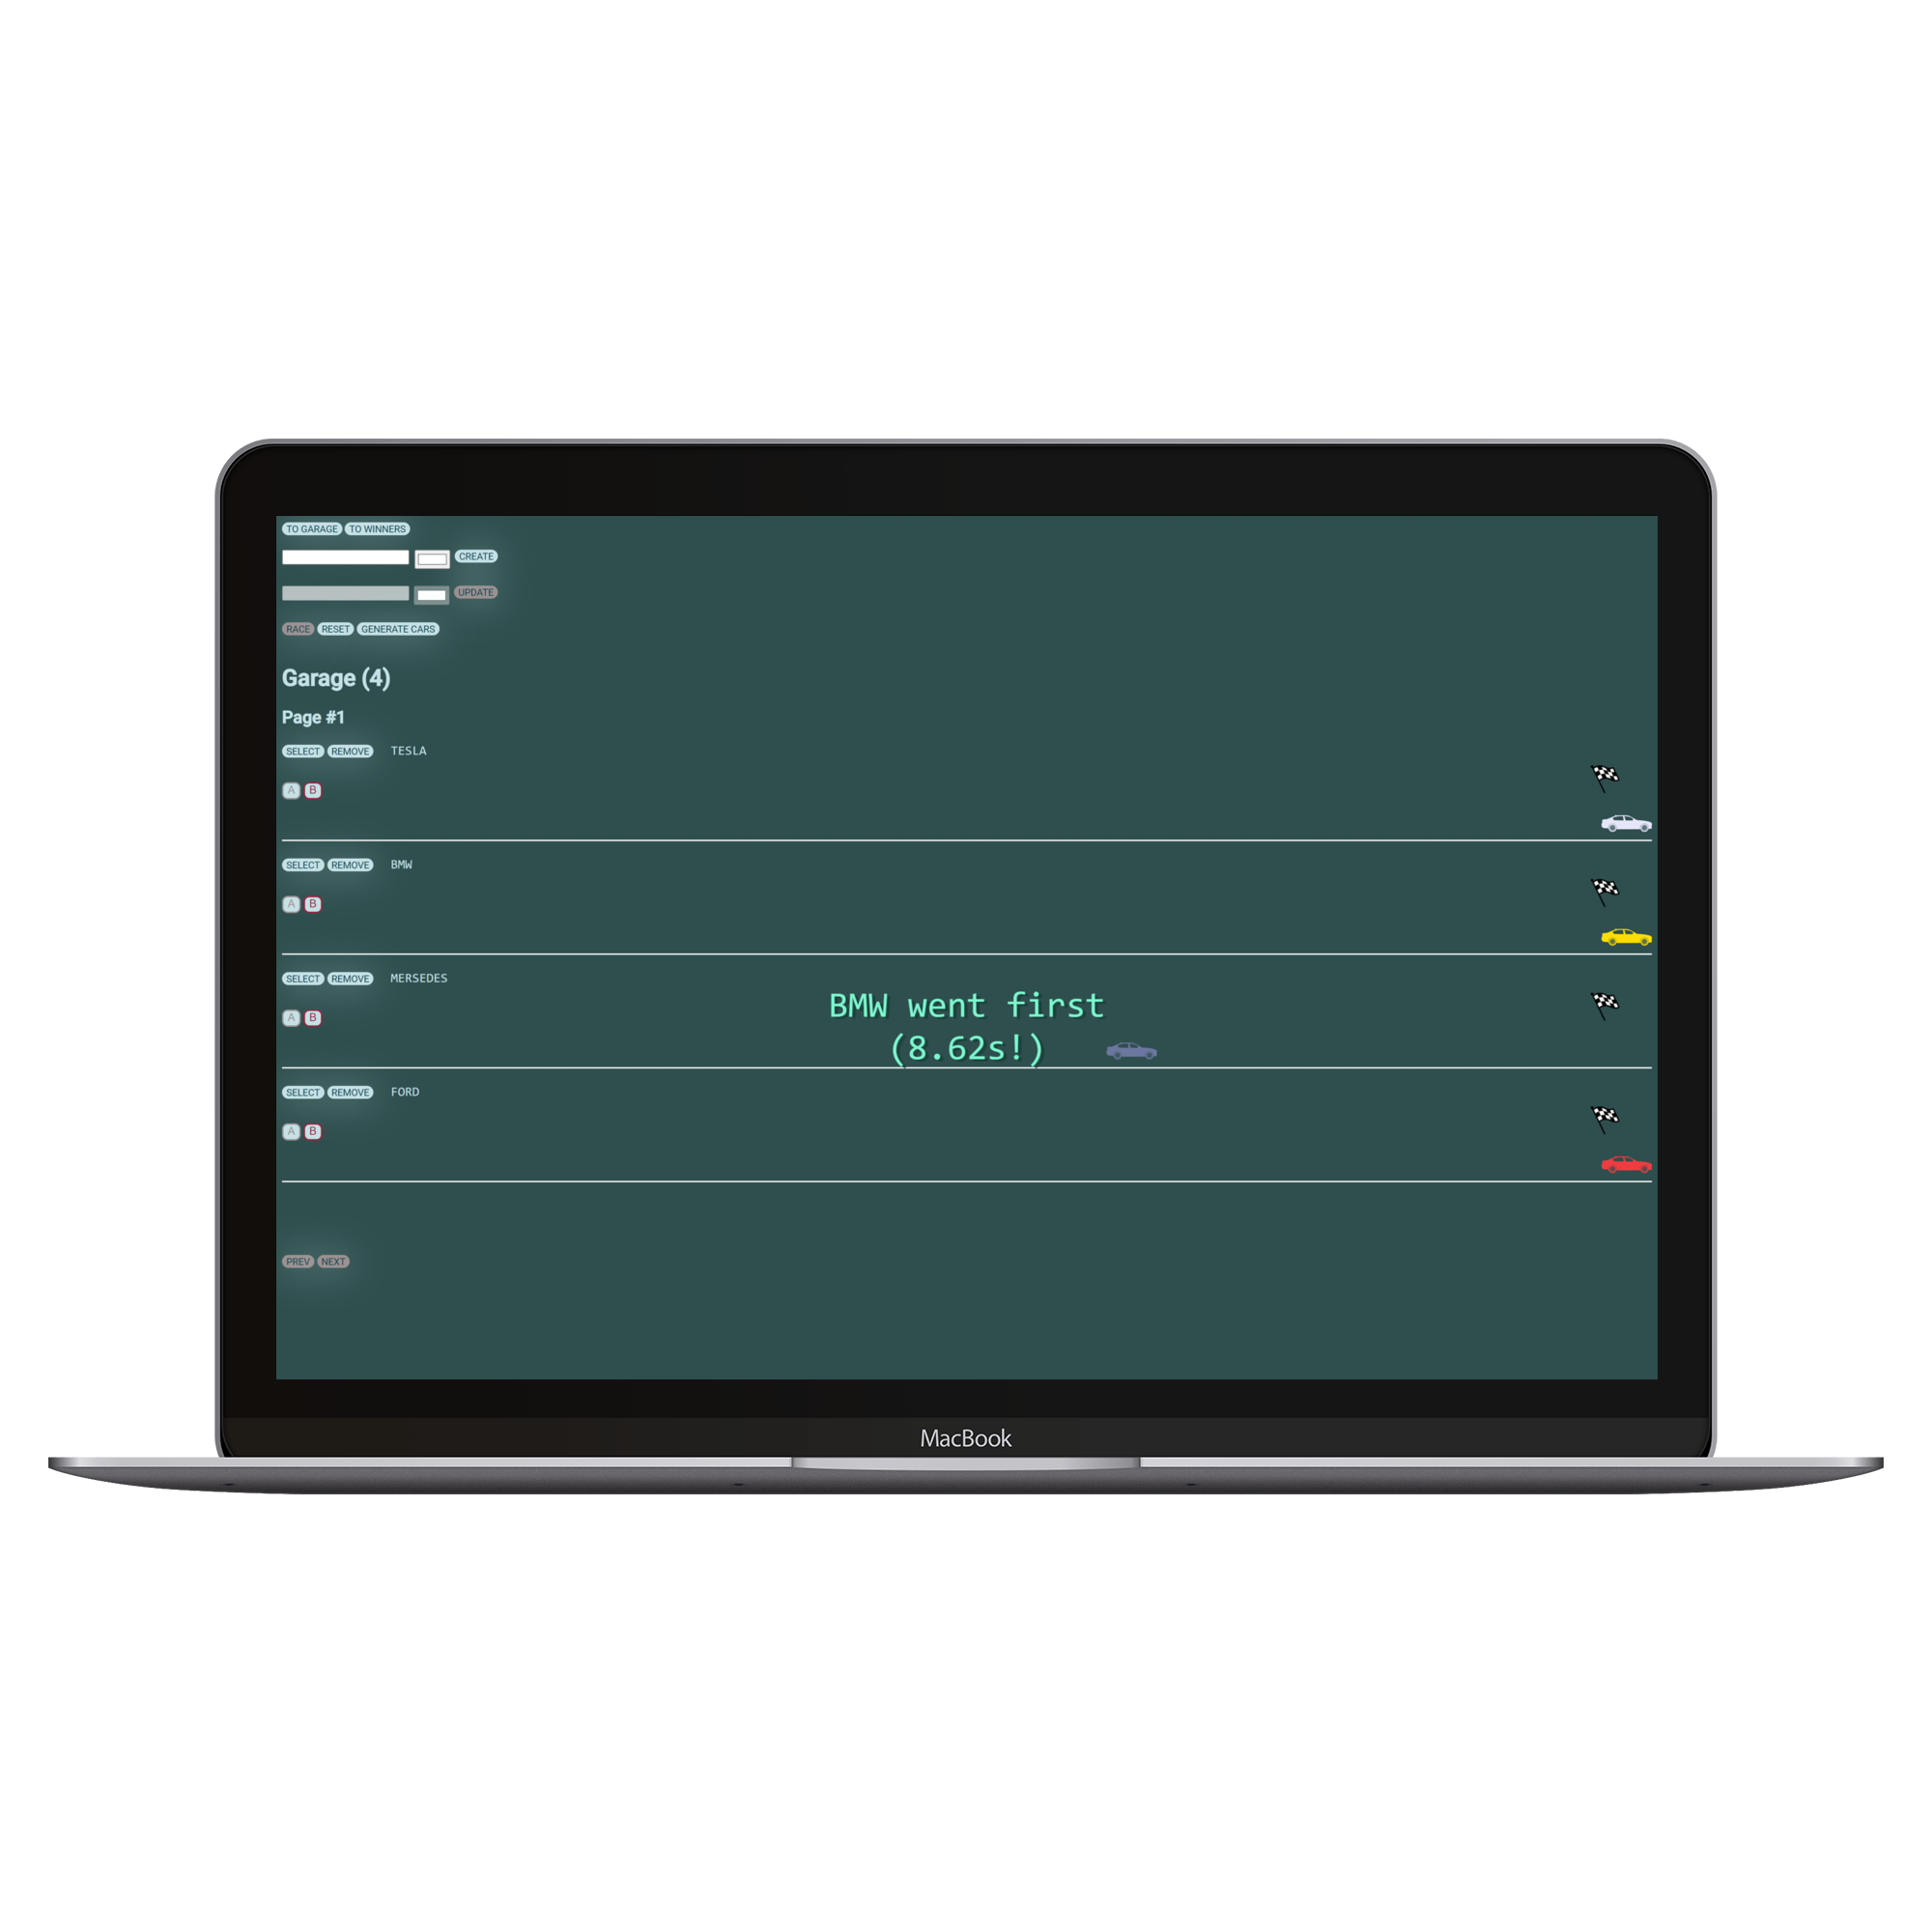 TO GARAGE TO WINNERS
CREATE
UPDATE
RACE RESET GENERATE CARS
Garage (4)
Page #1
SELECT REMOVE TESLA
A B
SELECT REMOVE BMW
A B
SELECT REMOVE MERSEDES
A B
BMW went first
(8.62s!)
SELECT REMOVE FORD
A B
PREV NEXT
MacBook